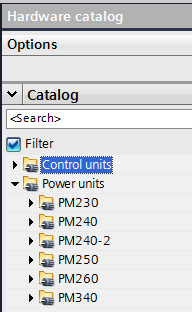 Hardware catalog
Options
Catalog
<Search>
Filter
Control units
Power units
PM230
PM240
PM240-2
PM250
PM260
PM340